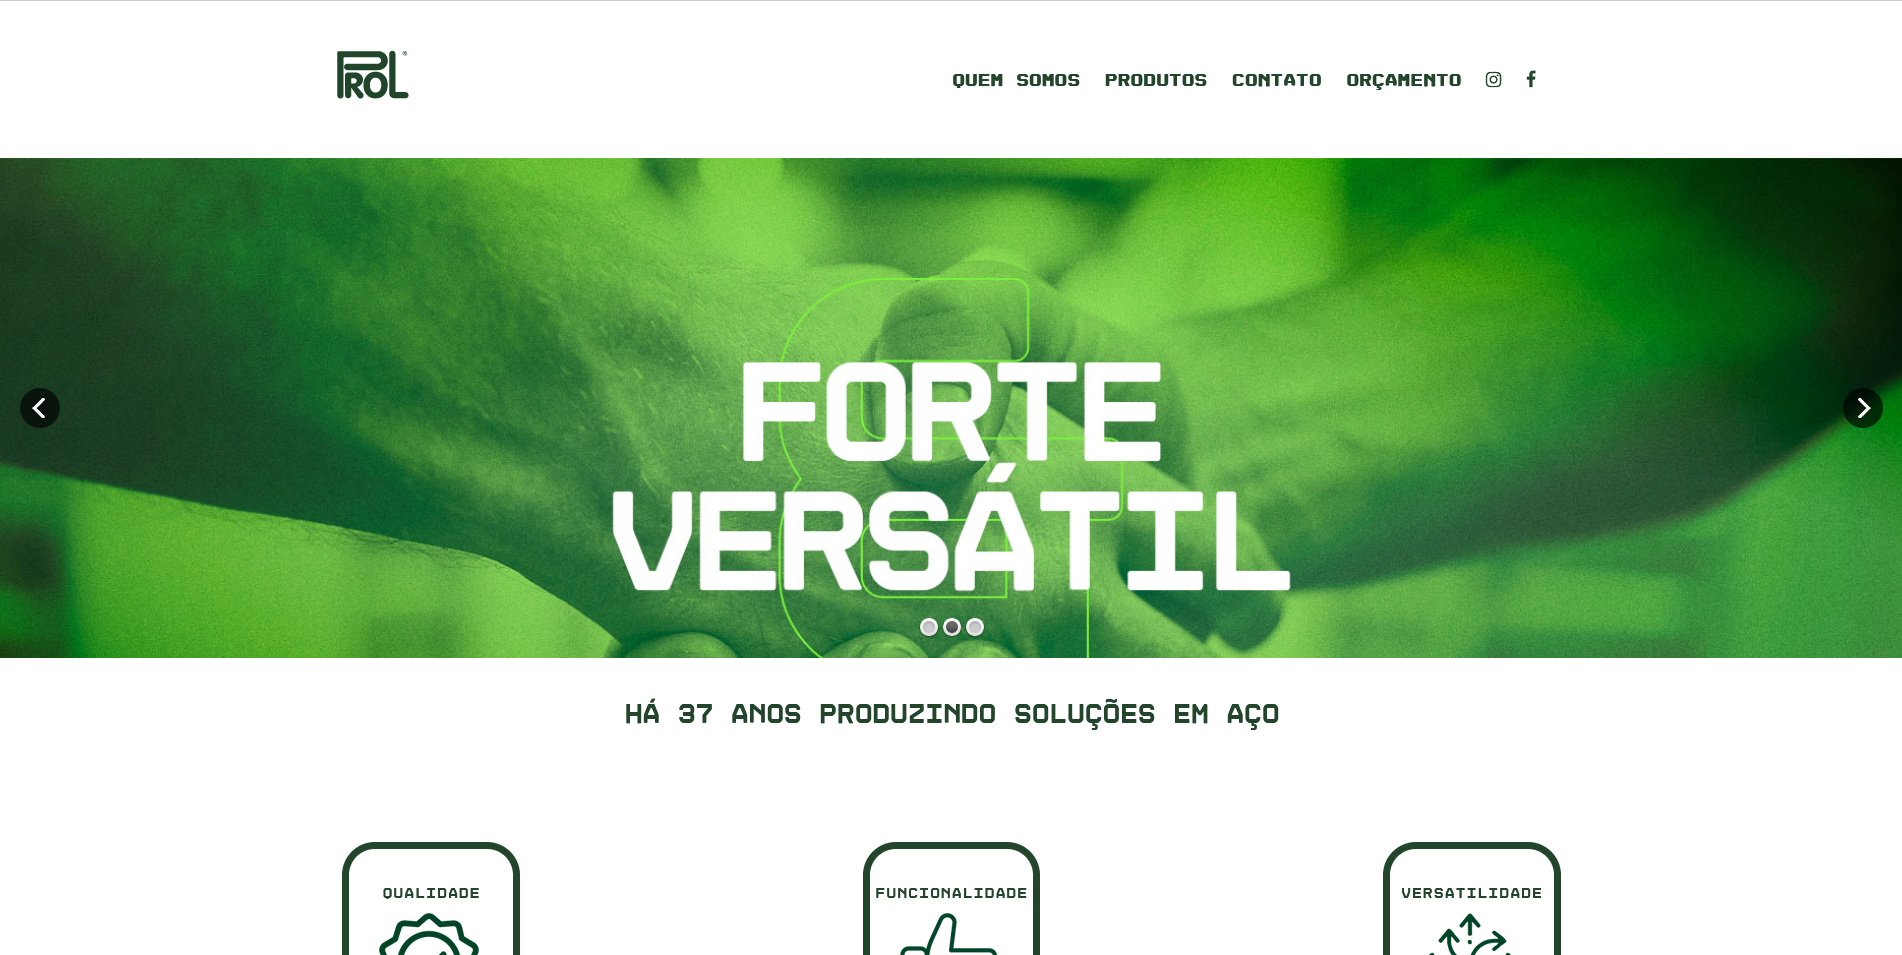 PROL®
QUEM SOMOS PRODUTOS CONTATO ORÇAMENTO
FORTE
VERSÁTIL
HÁ 37 ANOS PRODUZINDO SOLUÇÕES EM AÇO
QUALIDADE FUNCIONALIDADE VERSATILIDADE